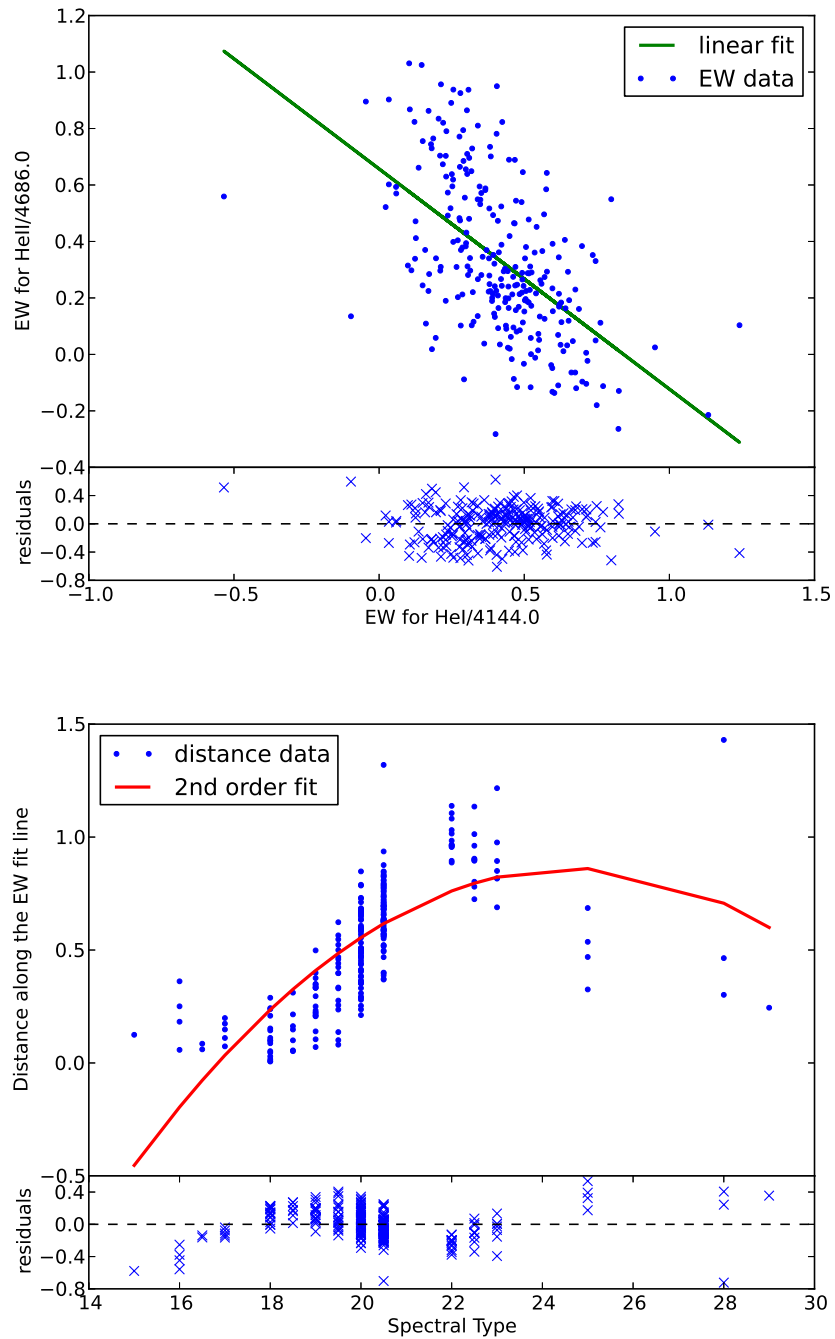 1.2
1.0
0.8
0.6
0.4
0.2
0.0
−0.2
−0.4
EW for HeII/4686.0
linear fit
EW data
0.4
0.0
−0.4
−0.8
residuals
−1.0 −0.5 0.0 0.5 1.0 1.5
EW for HeI/4144.0
1.5
1.0
0.5
0.0
−0.5
Distance along the EW fit line
distance data
2nd order fit
0.4
0.0
−0.4
−0.8
residuals
14 16 18 20 22 24 26 28 30
Spectral Type